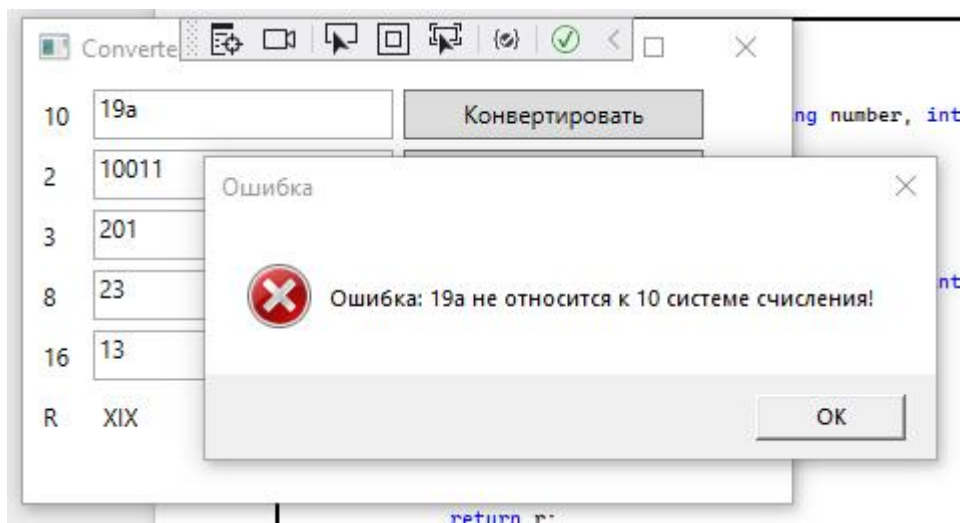 Converte
10 19a Конвертировать
ng number, int
2 10011
Ошибка
3 201
nt
8 23
Ошибка: 19a не относится к 10 системе счисления!
16 13
R XIX
OK
return r;